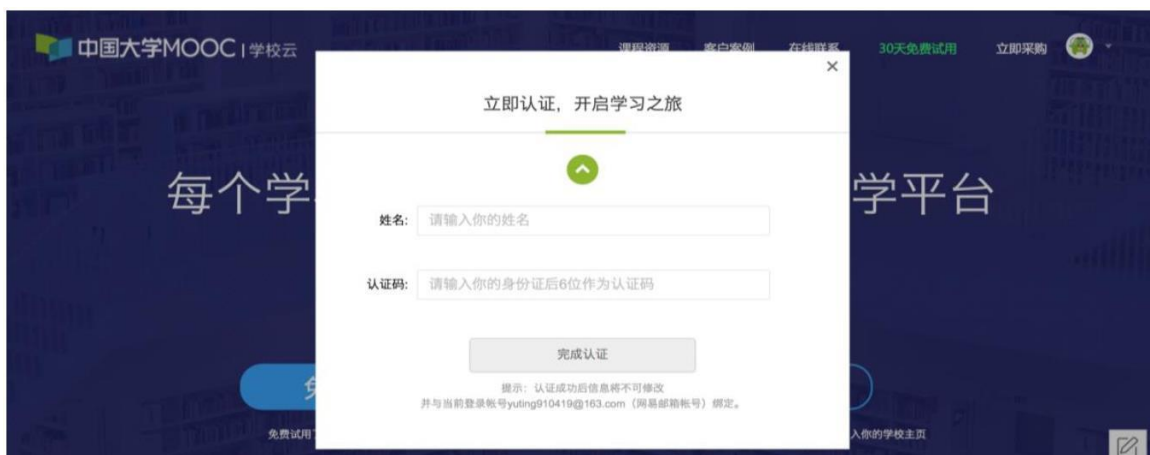 中国大学MOOC | 学校云
课程资源 客户案例 在线联系 30天免费试用 立即采购
×
立即认证，开启学习之旅
每个学
学平台
姓名: 请输入你的姓名
认证码: 请输入你的身份证后6位作为认证码
完成认证
提示：认证成功后信息将不可修改
并与当前登录帐号yuting910419@163.com（网易邮箱帐号）绑定。
免费试用
入你的学校主页